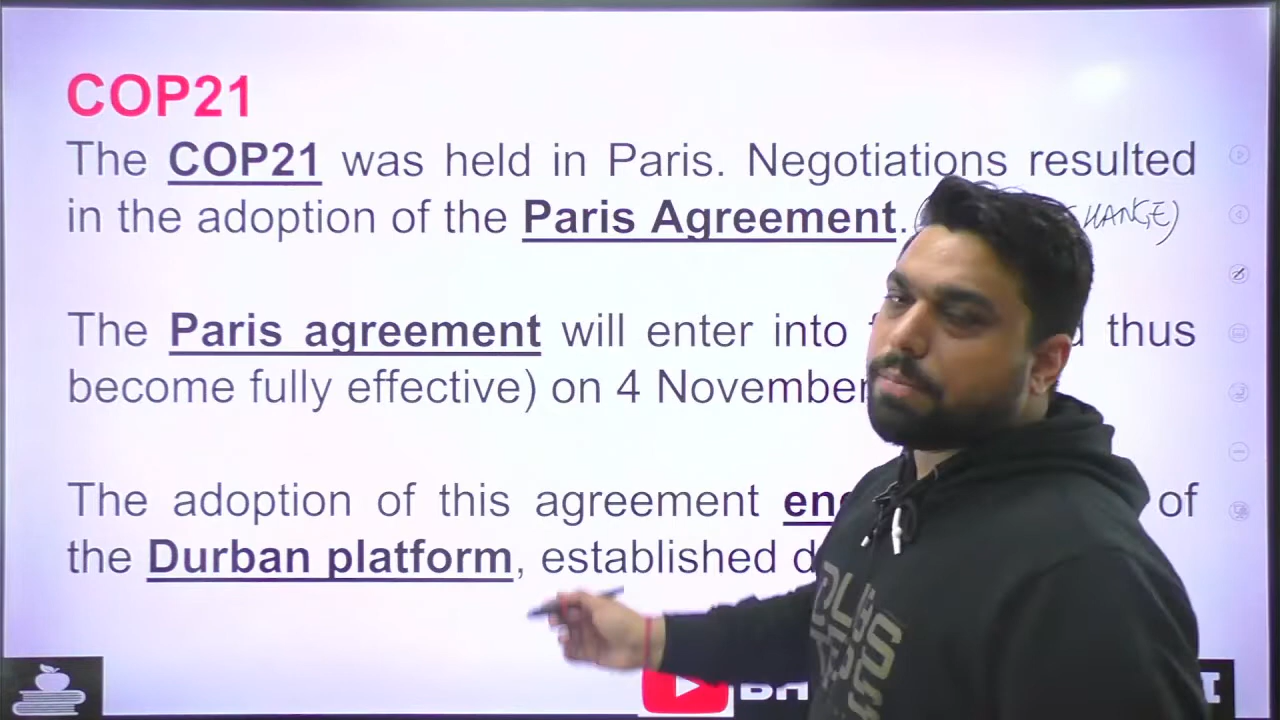 COP21
The COP21 was held in Paris. Negotiations resulted
in the adoption of the Paris Agreement.
The Paris agreement will enter into thus
become fully effective) on 4 November
The adoption of this agreement of
the Durban platform, established